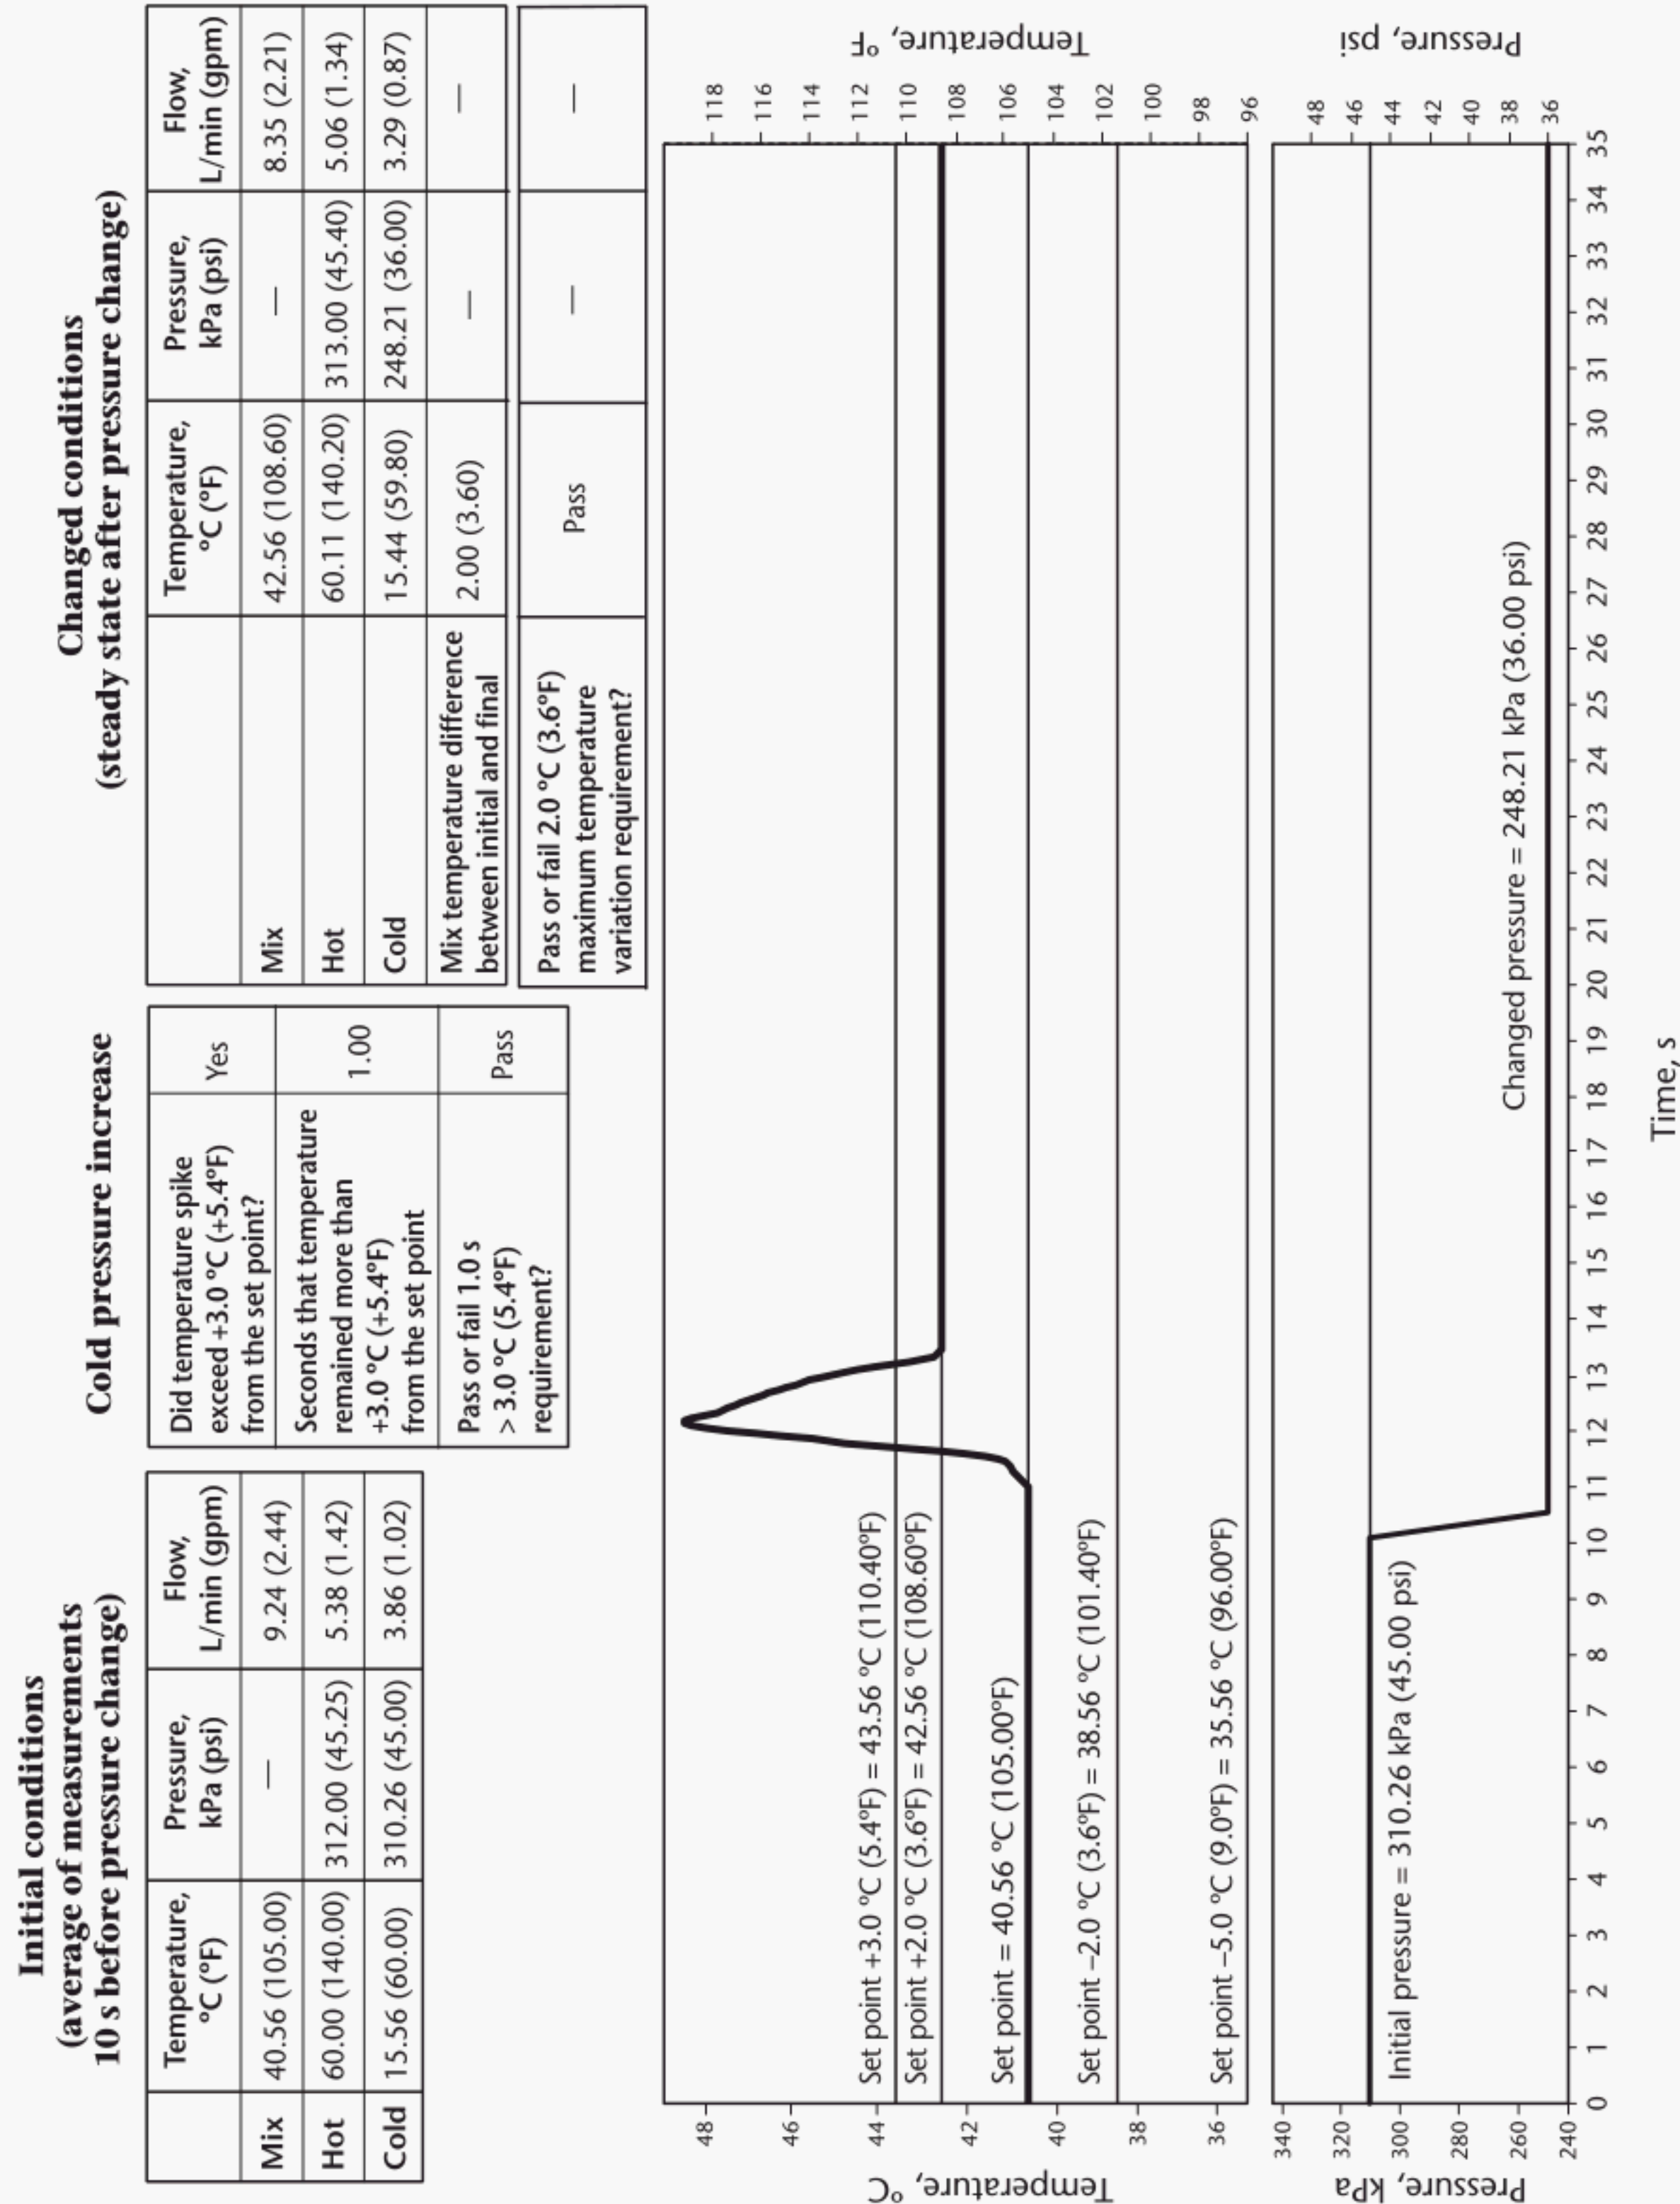 Initial conditions
(average of measurements
10 s before pressure change)
Temperature, Pressure, Flow,
°C (°F) kPa (psi) L/min (gpm)
Mix 40.56 (105.00) — 9.24 (2.44)
Hot 60.00 (140.00) 312.00 (45.25) 5.38 (1.42)
Cold 15.56 (60.00) 310.26 (45.00) 3.86 (1.02)
Cold pressure increase
Did temperature spike
exceed +3.0 °C (+5.4°F)
from the set point?
Yes
Seconds that temperature
remained more than
+3.0 °C (+5.4°F)
from the set point
1.00
Pass or fail 1.0 s
> 3.0 °C (5.4°F)
requirement?
Pass
Changed conditions
(steady state after pressure change)
Temperature, Pressure, Flow,
°C (°F) kPa (psi) L/min (gpm)
Mix 42.56 (108.60) — 8.35 (2.21)
Hot 60.11 (140.20) 313.00 (45.40) 5.06 (1.34)
Cold 15.44 (59.80) 248.21 (36.00) 3.29 (0.87)
Mix temperature difference
between initial and final
2.00 (3.60) — —
Pass or fail 2.0 °C (3.6°F)
maximum temperature
variation requirement?
Pass — —
Temperature, °C
48
46
44
42
40
38
36
Set point +3.0 °C (5.4°F) = 43.56 °C (110.40°F)
Set point +2.0 °C (3.6°F) = 42.56 °C (108.60°F)
Set point = 40.56 °C (105.00°F)
Set point –2.0 °C (3.6°F) = 38.56 °C (101.40°F)
Set point –5.0 °C (9.0°F) = 35.56 °C (96.00°F)
118
116
114
112
110
108
106
104
102
100
98
96
Temperature, °F
Pressure, kPa
340
320
300
280
260
240
Initial pressure = 310.26 kPa (45.00 psi)
Changed pressure = 248.21 kPa (36.00 psi)
48
46
44
42
40
38
36
Pressure, psi
0 1 2 3 4 5 6 7 8 9 10 11 12 13 14 15 16 17 18 19 20 21 22 23 24 25 26 27 28 29 30 31 32 33 34 35
Time, s